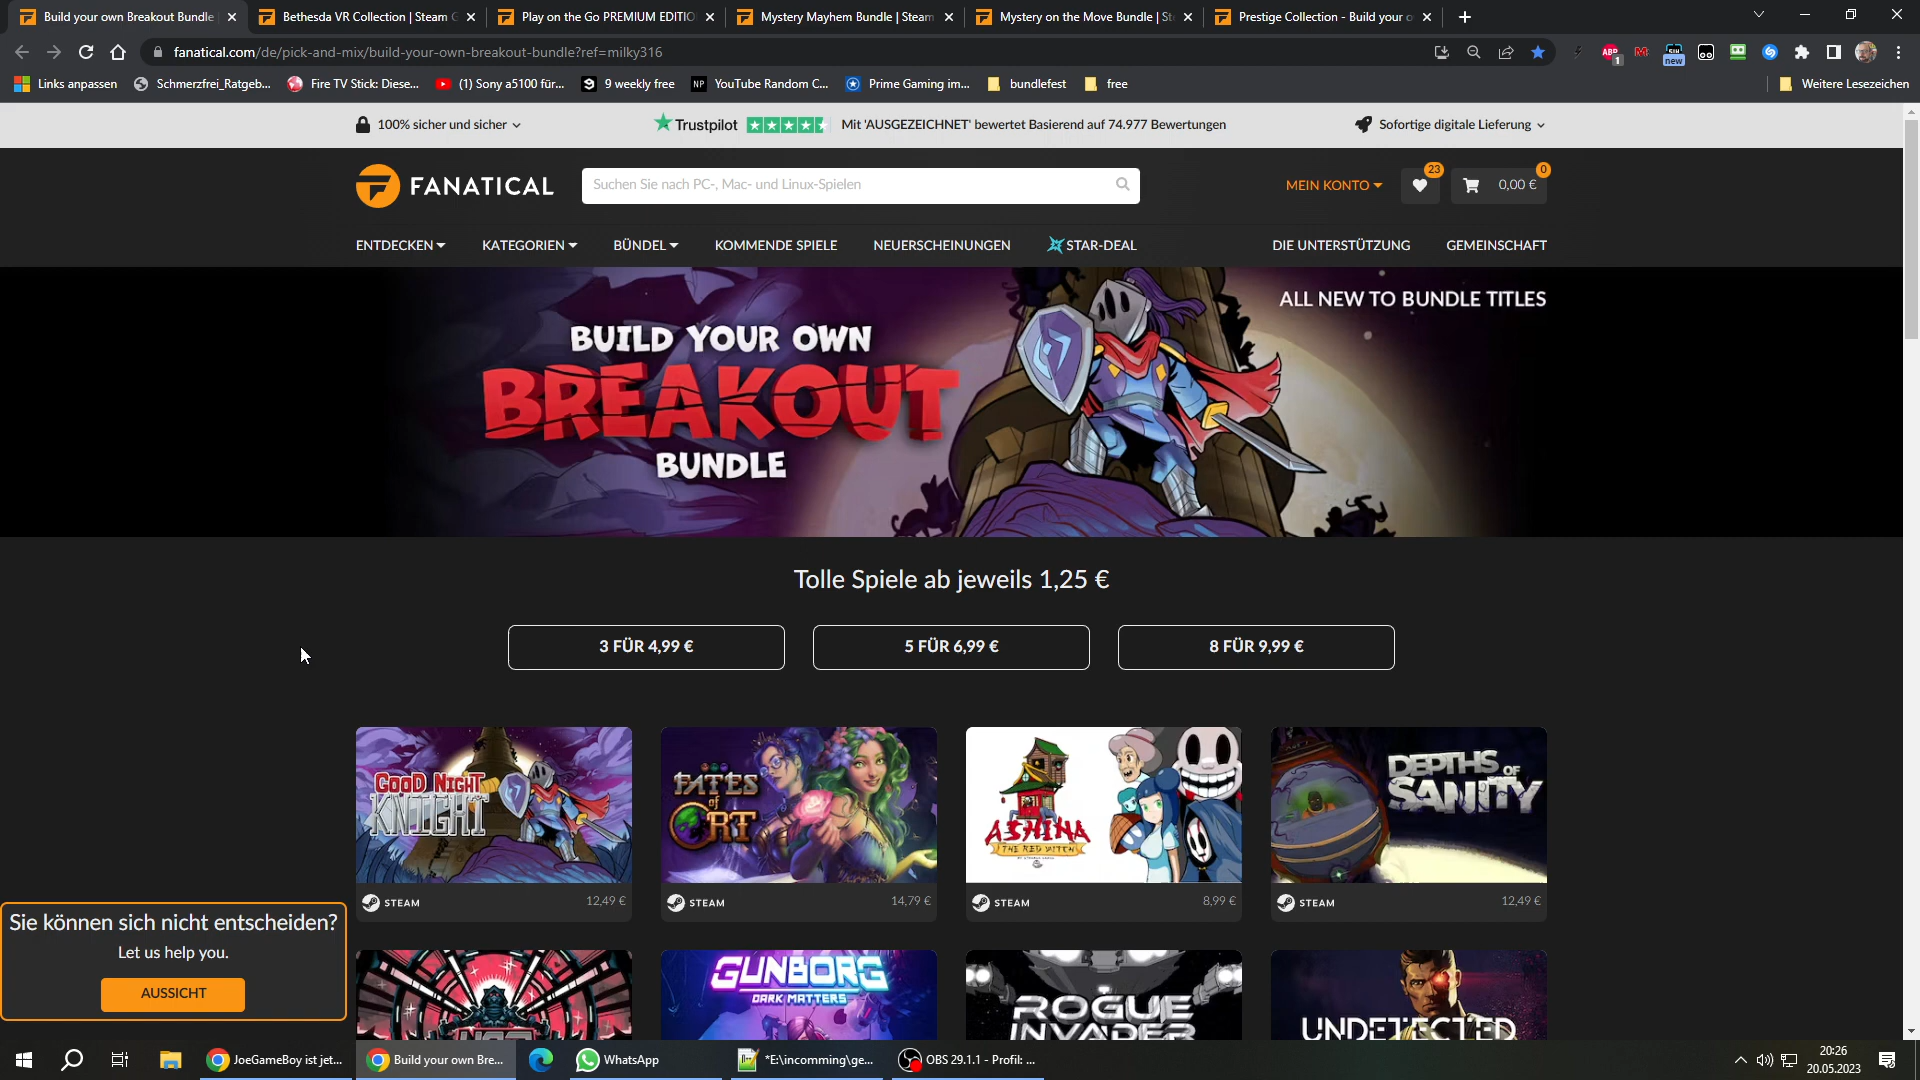 Build your own Breakout Bundle
Bethesda VR Collection | Steam G
Play on the Go PREMIUM EDITIO
Mystery Mayhem Bundle | Steam
Mystery on the Move Bundle | St
Prestige Collection - Build your o
fanatical.com/de/pick-and-mix/build-your-own-breakout-bundle?ref=milky316
ABP
1
new
Links anpassen
Schmerzfrei_Ratgeb...
Fire TV Stick: Diese...
(1) Sony a5100 für...
9 weekly free
NP
YouTube Random C...
Prime Gaming im...
bundlefest
free
Weitere Lesezeichen
100% sicher und sicher
Trustpilot
Mit 'AUSGEZEICHNET' bewertet Basierend auf 74.977 Bewertungen
Sofortige digitale Lieferung
FANATICAL
Suchen Sie nach PC-, Mac- und Linux-Spielen
MEIN KONTO
23
0
0,00 €
ENTDECKEN
KATEGORIEN
BÜNDEL
KOMMENDE SPIELE
NEUERSCHEINUNGEN
STAR-DEAL
DIE UNTERSTÜTZUNG
GEMEINSCHAFT
ALL NEW TO BUNDLE TITLES
BUILD YOUR OWN
BREAKOUT
BUNDLE
Tolle Spiele ab jeweils 1,25 €
3 FÜR 4,99 €
5 FÜR 6,99 €
8 FÜR 9,99 €
GOOD NIGHT
KNIGHT
FATES
of
ORT
ASHINA
THE RED WITCH
DEPTHS OF
SANITY
STEAM
12,49 €
STEAM
14,79 €
STEAM
8,99 €
STEAM
12,49 €
Sie können sich nicht entscheiden?
Let us help you.
AUSSICHT
GUNBORG
DARK MATTERS
ROGUE
INVADER
UNDETECTED
JoeGameBoy ist jet...
Build your own Bre...
WhatsApp
*E:\incomming\ge...
OBS 29.1.1 - Profil: ...
20:26
20.05.2023